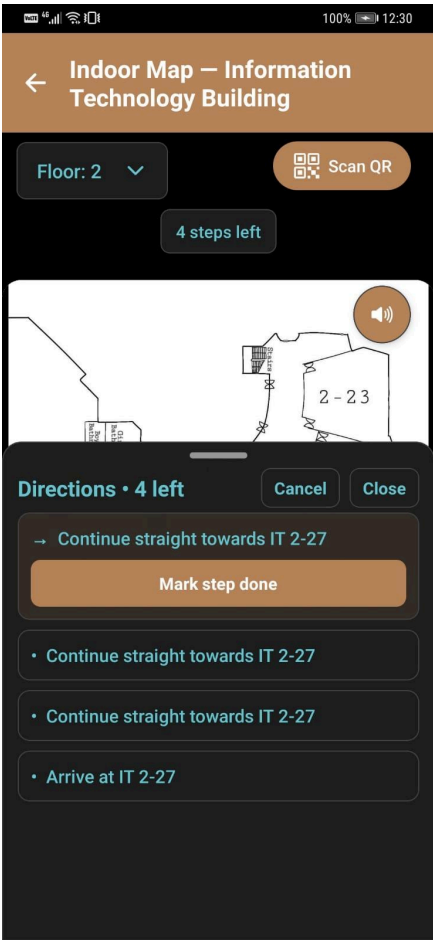 VoLTE 4G 100% 12:30
Indoor Map — Information
Technology Building
Floor: 2
Scan QR
4 steps left
Stairs
2-23
Directions • 4 left
Cancel
Close
→ Continue straight towards IT 2-27
Mark step done
• Continue straight towards IT 2-27
• Continue straight towards IT 2-27
• Arrive at IT 2-27